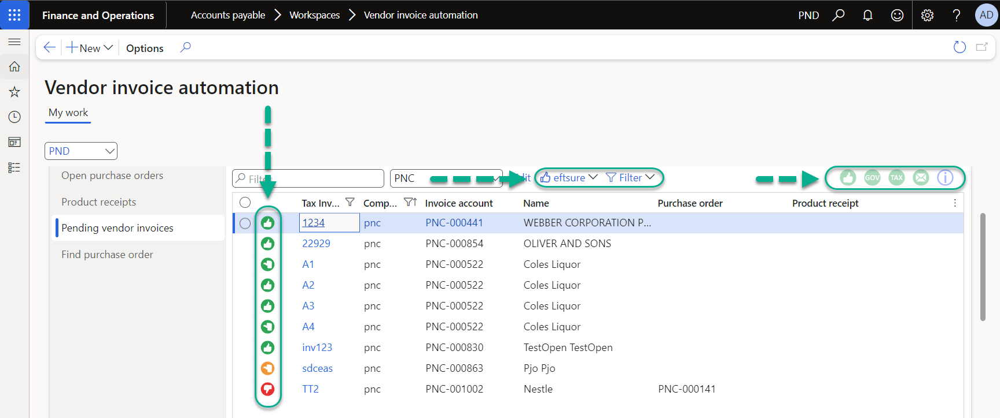 Finance and Operations
Accounts payable
Workspaces
Vendor invoice automation
PND
?
AD
New
Options
Vendor invoice automation
My work
PND
Open purchase orders
Product receipts
Pending vendor invoices
Find purchase order
PNC
eftsure
Filter
GOV
TAX
i
Tax Inv...
Comp...
Invoice account
Name
Purchase order
Product receipt
1234 pnc PNC-000441 WEBBER CORPORATION P...
22929 pnc PNC-000854 OLIVER AND SONS
A1 pnc PNC-000522 Coles Liquor
A2 pnc PNC-000522 Coles Liquor
A3 pnc PNC-000522 Coles Liquor
A4 pnc PNC-000522 Coles Liquor
inv123 pnc PNC-000830 TestOpen TestOpen
sdceas pnc PNC-000863 Pjo Pjo
TT2 pnc PNC-001002 Nestle PNC-000141